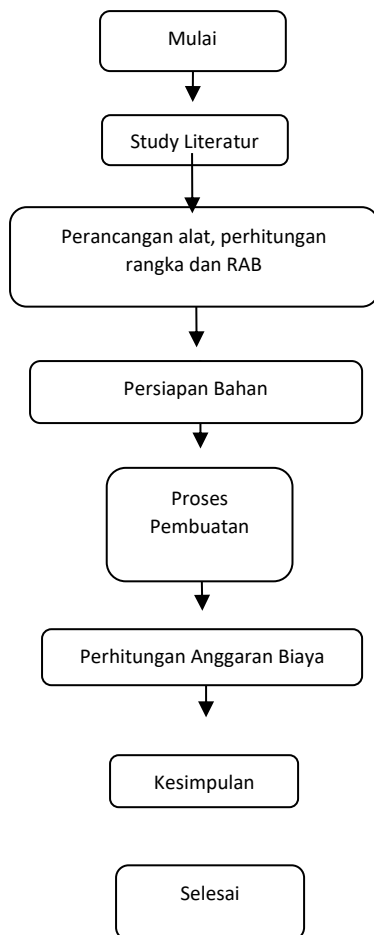 Mulai
Study Literatur
Perancangan alat, perhitungan
rangka dan RAB
Persiapan Bahan
Proses
Pembuatan
Perhitungan Anggaran Biaya
Kesimpulan
Selesai